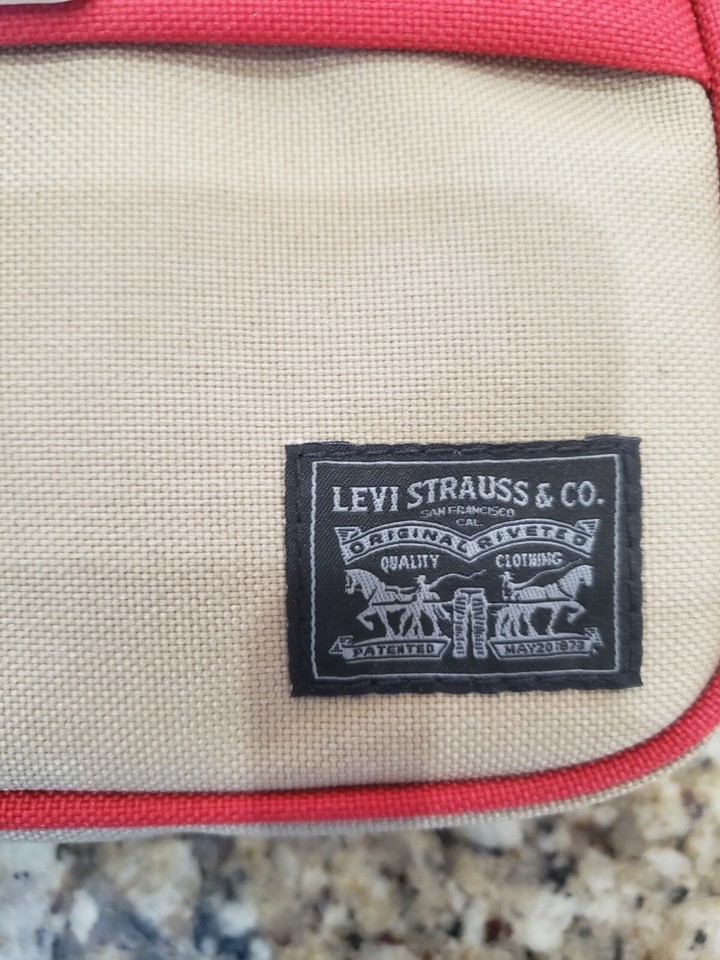 LEVI STRAUSS & CO.
SAN FRANCISCO
CAL.
ORIGINAL RIVETED
QUALITY CLOTHING
PATENTED MAY 20 1873